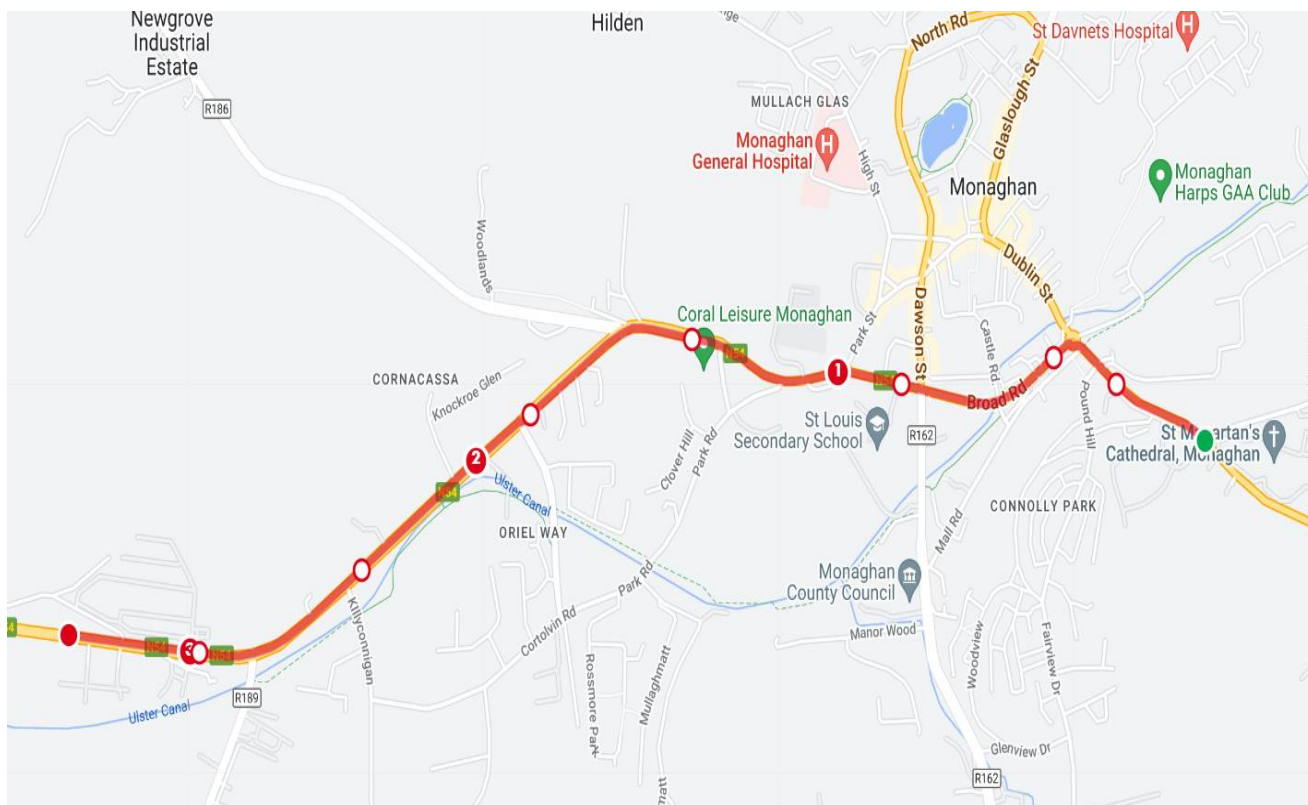 Newgrove
Industrial
Estate
Hilden
North Rd
St Davnets Hospital
H
R186
MULLACH GLAS
Monaghan
General Hospital
H
High St
Glaslough St
Monaghan
Monaghan
Harps GAA Club
Woodlands
Dublin St
Dawson St
Coral Leisure Monaghan
Park St
Castle Rd
N54
1
N54
CORNACASSA
Knockroe Glen
Broad Rd
St Louis
Secondary School
R162
Pound Hill
Clover Hill
Park Rd
Cathedral, Monaghan
2
N54
Ulster Canal
ORIEL WAY
CONNOLLY PARK
Mall Rd
Monaghan
County Council
Killyconnigan
Park Rd
Cortolvin Rd
Manor Wood
N54
3
N54
Rossmore Park
Mullaghmatt
Woodview
Fairview Dr
R189
Ulster Canal
Glenview Dr
R162